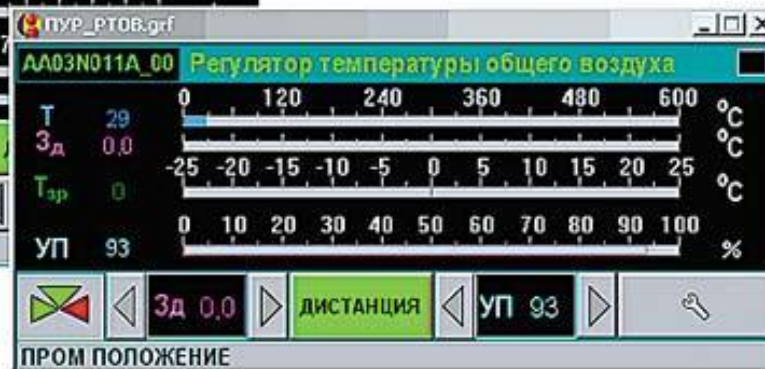 ПУР_РТОВ.grf
AA03N011A_00 Регулятор температуры общего воздуха
0 120 240 360 480 600 °C
Т 29
Зд 0,0 °C
-25 -20 -15 -10 -5 0 5 10 15 20 25 °C
Тзр 0
0 10 20 30 40 50 60 70 80 90 100
УП 93 %
Зд 0,0 ДИСТАНЦИЯ УП 93
ПРОМ ПОЛОЖЕНИЕ